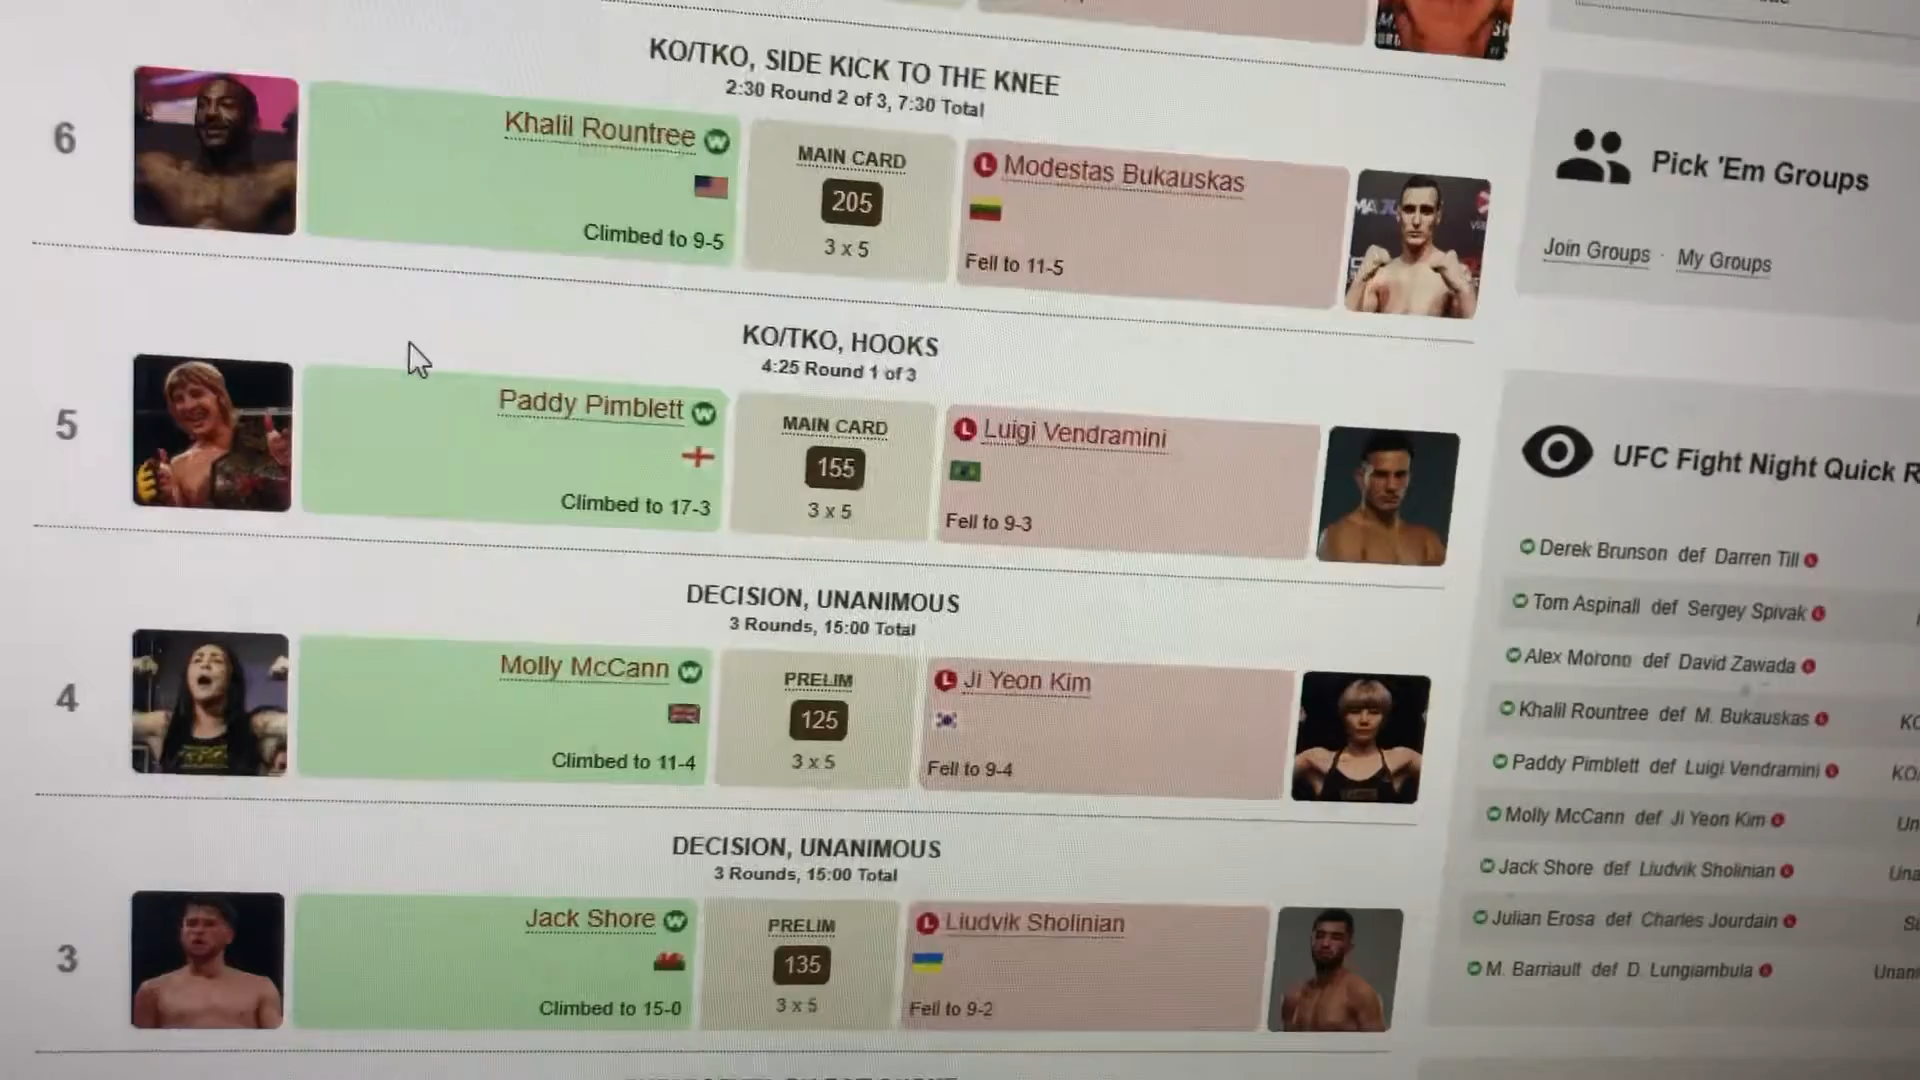 KO/TKO, SIDE KICK TO THE KNEE
2:30 Round 2 of 3, 7:30 Total
6
Khalil Rountree W
Climbed to 9-5
MAIN CARD
205
3 x 5
L Modestas Bukauskas
Fell to 11-5
KO/TKO, HOOKS
4:25 Round 1 of 3
5
Paddy Pimblett W
Climbed to 17-3
MAIN CARD
155
3 x 5
L Luigi Vendramini
Fell to 9-3
DECISION, UNANIMOUS
3 Rounds, 15:00 Total
4
Molly McCann W
Climbed to 11-4
PRELIM
125
3 x 5
L Ji Yeon Kim
Fell to 9-4
DECISION, UNANIMOUS
3 Rounds, 15:00 Total
3
Jack Shore W
Climbed to 15-0
PRELIM
135
3 x 5
L Liudvik Sholinian
Fell to 9-2
Pick 'Em Groups
Join Groups · My Groups
UFC Fight Night Quick R
Derek Brunson def Darren Till
Tom Aspinall def Sergey Spivak
Alex Morono def David Zawada
Khalil Rountree def M. Bukauskas KO
Paddy Pimblett def Luigi Vendramini KO/
Molly McCann def Ji Yeon Kim Un
Jack Shore def Liudvik Sholinian Una
Julian Erosa def Charles Jourdain Su
M. Barriault def D. Lungiambula Unani